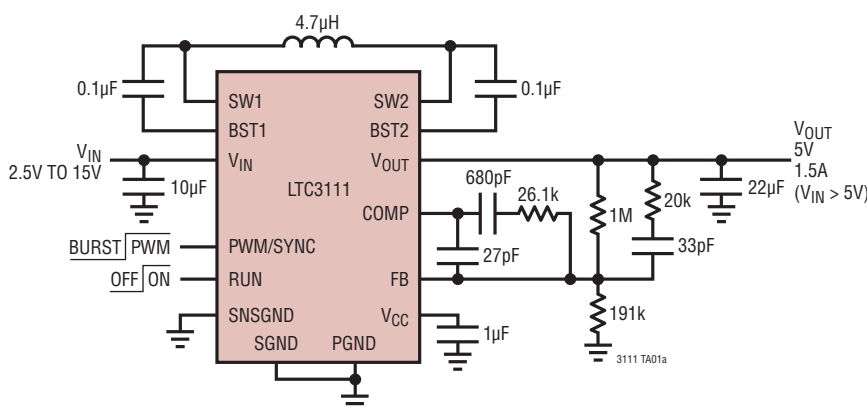 4.7µH
0.1µF
0.1µF
SW1
SW2
BST1
BST2
VIN
2.5V TO 15V
VIN
VOUT
VOUT
5V
1.5A
(VIN > 5V)
10µF
LTC3111
680pF
26.1k
1M
20k
22µF
COMP
27pF
33pF
BURST PWM
PWM/SYNC
OFF ON
RUN
FB
SNSGND
VCC
1µF
191k
SGND
PGND
3111 TA01a